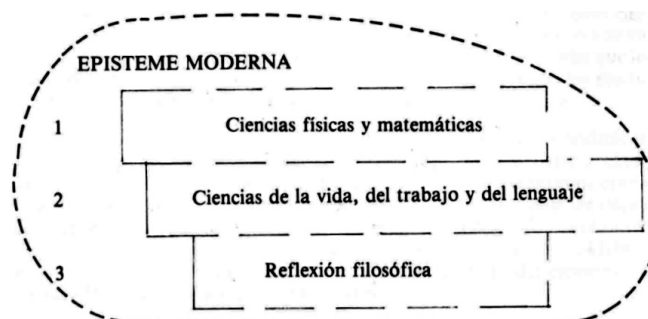 EPISTEME MODERNA
1 Ciencias físicas y matemáticas
2 Ciencias de la vida, del trabajo y del lenguaje
3 Reflexión filosófica